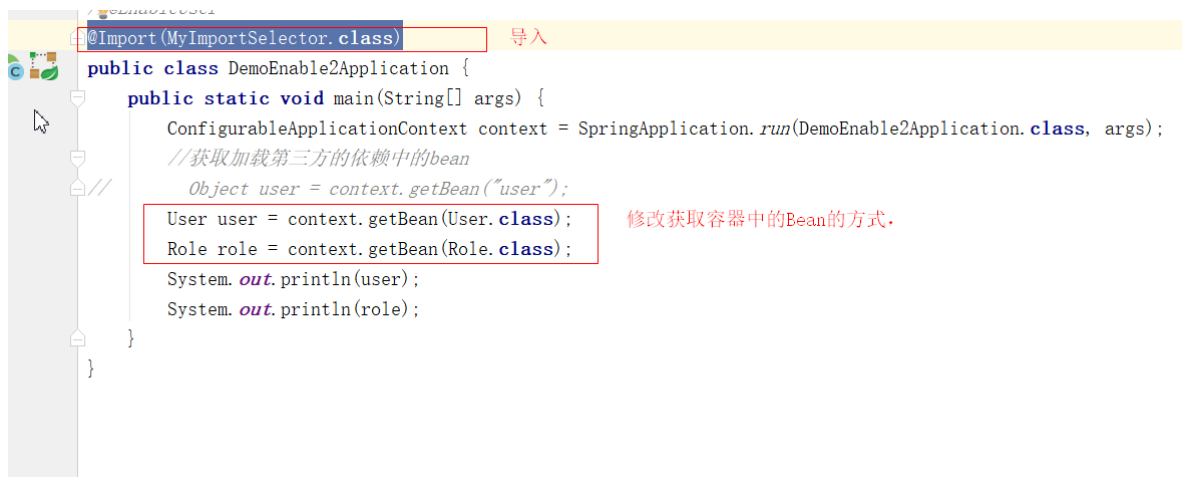 @Import(MyImportSelector.class) 导入
public class DemoEnable2Application {
public static void main(String[] args) {
ConfigurableApplicationContext context = SpringApplication.run(DemoEnable2Application.class, args);
//获取加载第三方的依赖中的bean
// Object user = context.getBean("user");
User user = context.getBean(User.class); 修改获取容器中的Bean的方式.
Role role = context.getBean(Role.class);
System.out.println(user);
System.out.println(role);
}
}